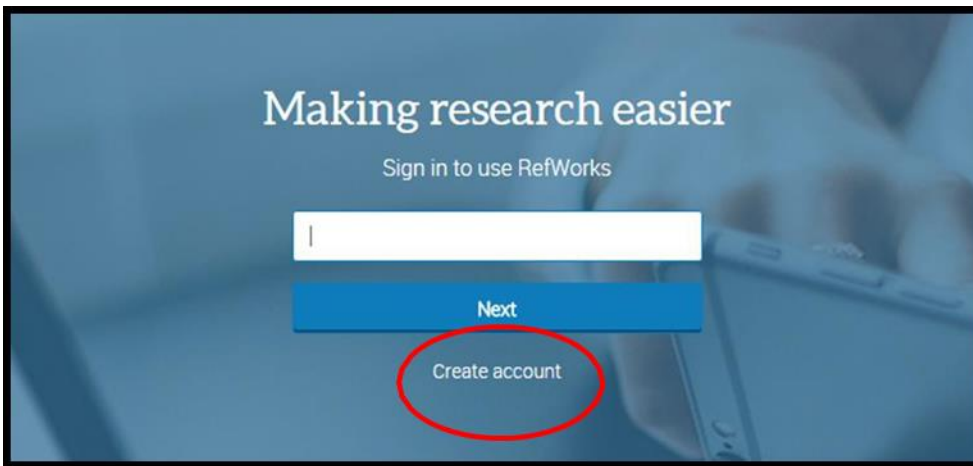 Making research easier
Sign in to use RefWorks
Next
Create account